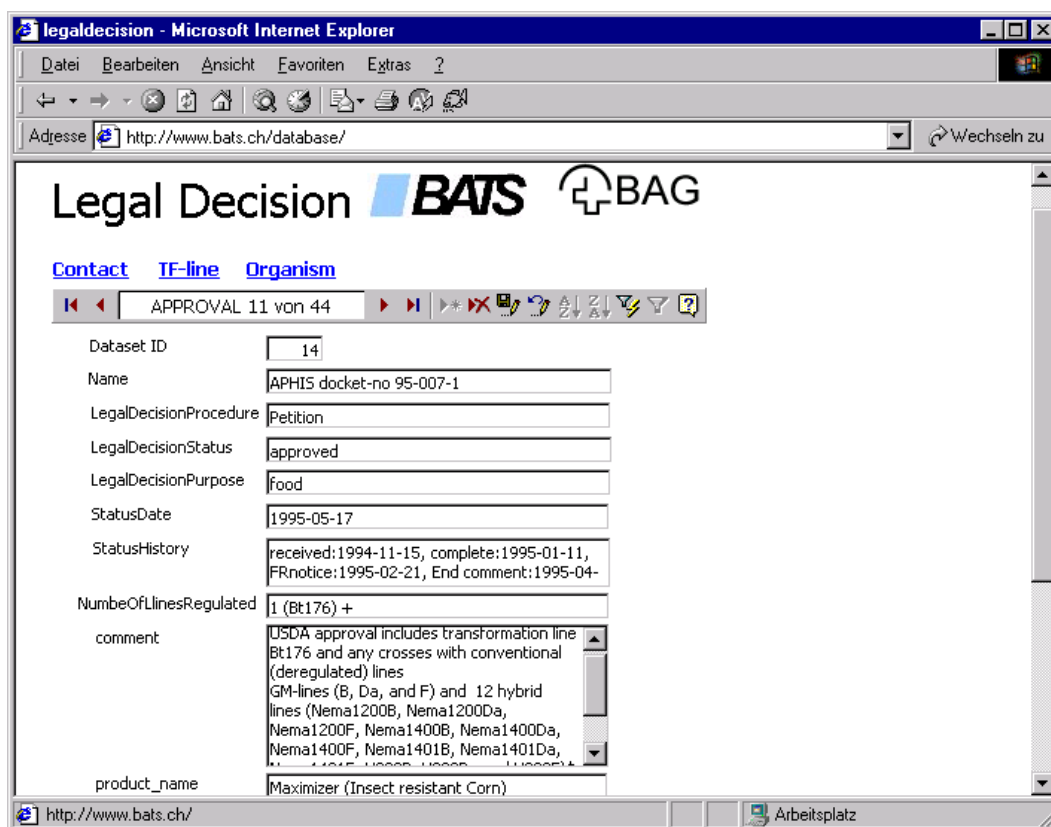 legaldecision - Microsoft Internet Explorer
Datei Bearbeiten Ansicht Favoriten Extras ?
Adresse http://www.bats.ch/database/ Wechseln zu
Legal Decision BATS BAG
Contact TF-line Organism
APPROVAL 11 von 44
Dataset ID 14
Name APHIS docket-no 95-007-1
LegalDecisionProcedure Petition
LegalDecisionStatus approved
LegalDecisionPurpose food
StatusDate 1995-05-17
StatusHistory received:1994-11-15, complete:1995-01-11,
FRnotice:1995-02-21, End comment:1995-04-
NumbeOfLlinesRegulated 1 (Bt176) +
comment USDA approval includes transformation line
Bt176 and any crosses with conventional
(deregulated) lines
GM-lines (B, Da, and F) and 12 hybrid
lines (Nema1200B, Nema1200Da,
Nema1200F, Nema1400B, Nema1400Da,
Nema1400F, Nema1401B, Nema1401Da,
product_name Maximizer (Insect resistant Corn)
http://www.bats.ch/ Arbeitsplatz